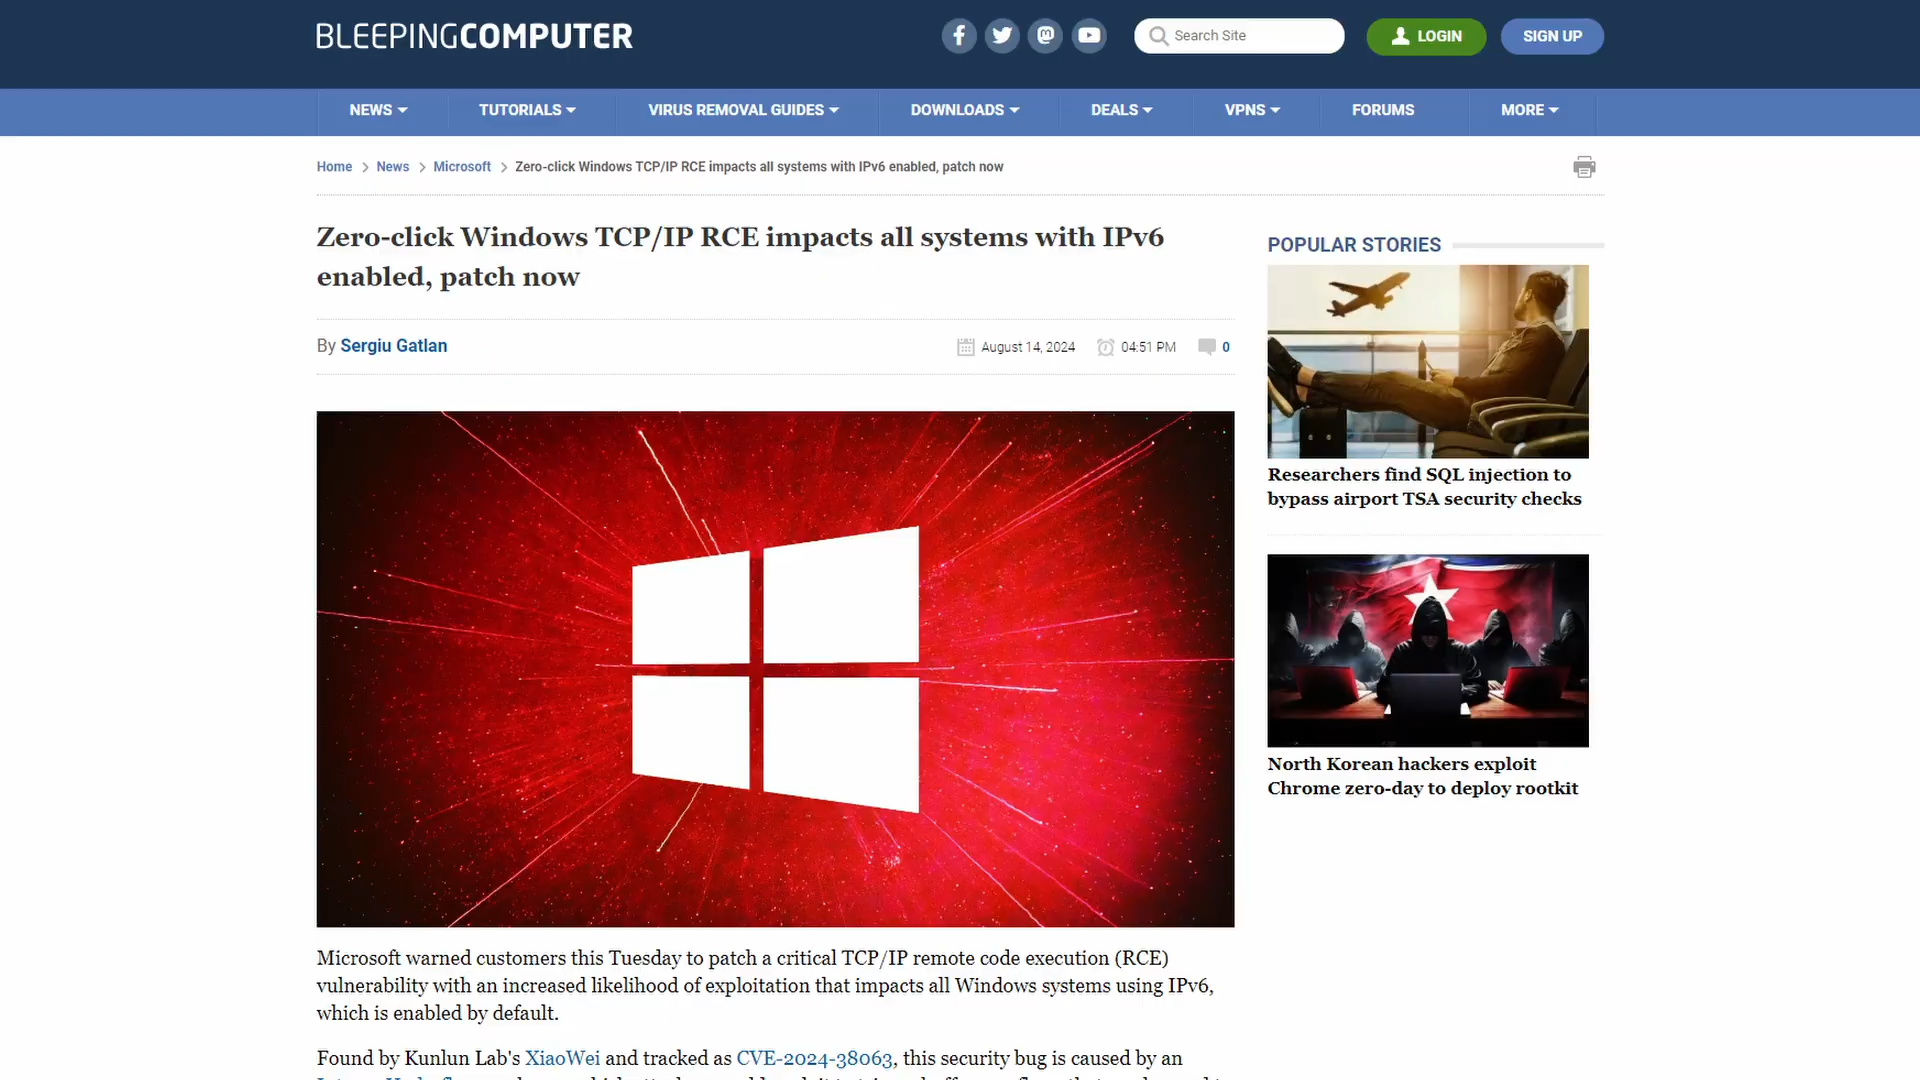 BLEEPINGCOMPUTER
Search Site
LOGIN
SIGN UP
NEWS
TUTORIALS
VIRUS REMOVAL GUIDES
DOWNLOADS
DEALS
VPNS
FORUMS
MORE
Home > News > Microsoft > Zero-click Windows TCP/IP RCE impacts all systems with IPv6 enabled, patch now
Zero-click Windows TCP/IP RCE impacts all systems with IPv6
enabled, patch now
By Sergiu Gatlan
August 14, 2024
04:51 PM
0
Microsoft warned customers this Tuesday to patch a critical TCP/IP remote code execution (RCE)
vulnerability with an increased likelihood of exploitation that impacts all Windows systems using IPv6,
which is enabled by default.
Found by Kunlun Lab's XiaoWei and tracked as CVE-2024-38063, this security bug is caused by an
POPULAR STORIES
Researchers find SQL injection to
bypass airport TSA security checks
North Korean hackers exploit
Chrome zero-day to deploy rootkit